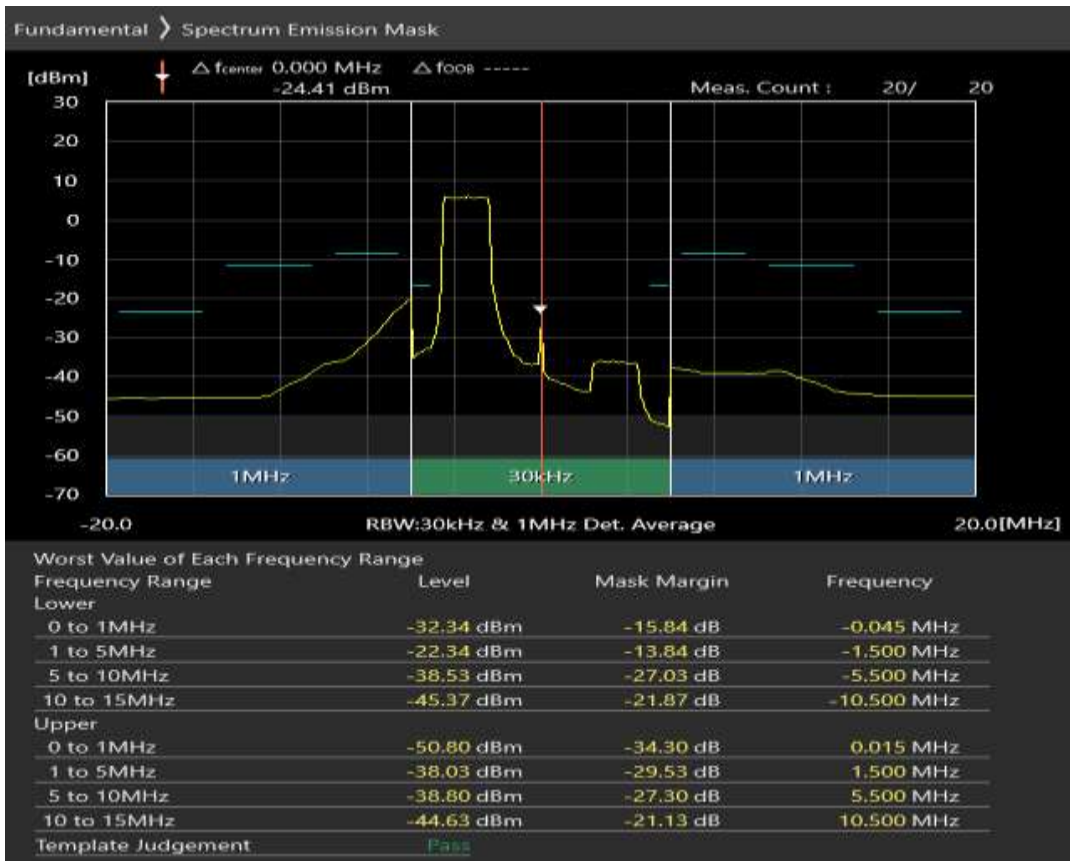 Fundamental ❯ Spectrum Emission Mask
[dBm] △ fcenter 0.000 MHz △ fOOB -----
-24.41 dBm Meas. Count : 20/ 20
30
20
10
0
-10
-20
-30
-40
-50
-60
1MHz 30kHz 1MHz
-70
-20.0 RBW:30kHz & 1MHz Det. Average 20.0[MHz]
Worst Value of Each Frequency Range
Frequency Range Level Mask Margin Frequency
Lower
0 to 1MHz -32.34 dBm -15.84 dB -0.045 MHz
1 to 5MHz -22.34 dBm -13.84 dB -1.500 MHz
5 to 10MHz -38.53 dBm -27.03 dB -5.500 MHz
10 to 15MHz -45.37 dBm -21.87 dB -10.500 MHz
Upper
0 to 1MHz -50.80 dBm -34.30 dB 0.015 MHz
1 to 5MHz -38.03 dBm -29.53 dB 1.500 MHz
5 to 10MHz -38.80 dBm -27.30 dB 5.500 MHz
10 to 15MHz -44.63 dBm -21.13 dB 10.500 MHz
Template Judgement Pass